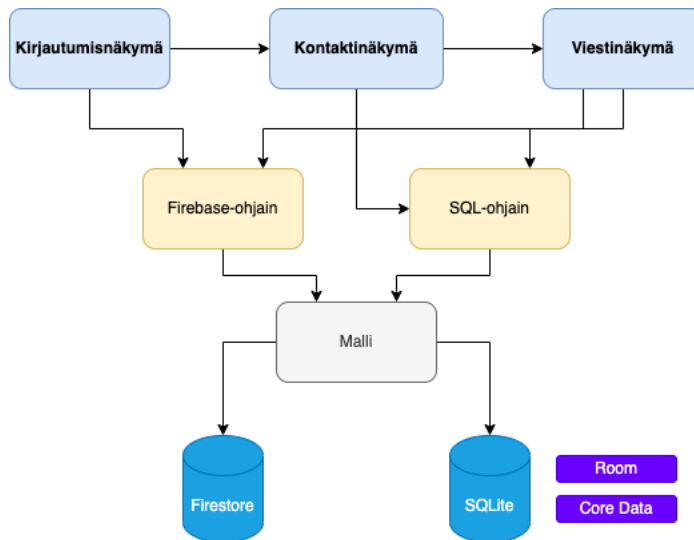 Kirjautumisnäkymä
Kontaktinäkymä
Viestinäkymä
Firebase-ohjain
SQL-ohjain
Malli
Firestore
SQLite
Room
Core Data